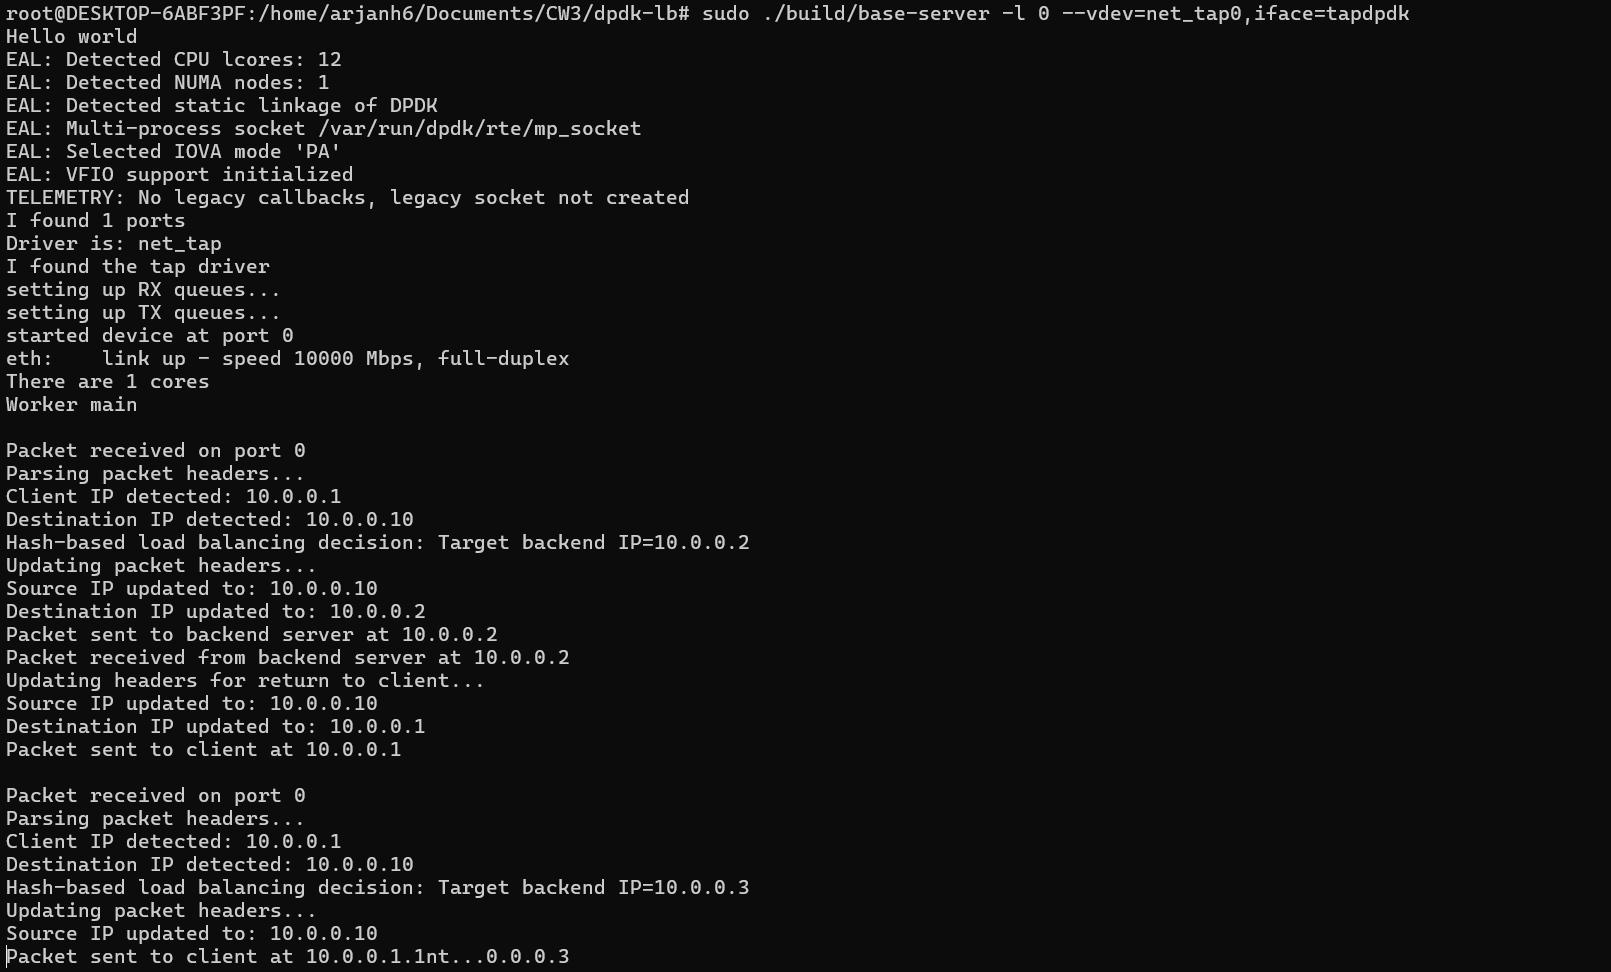 root@DESKTOP-6ABF3PF:/home/arjanh6/Documents/CW3/dpdk-lb# sudo ./build/base-server -l 0 --vdev=net_tap0,iface=tapdpdk
Hello world
EAL: Detected CPU lcores: 12
EAL: Detected NUMA nodes: 1
EAL: Detected static linkage of DPDK
EAL: Multi-process socket /var/run/dpdk/rte/mp_socket
EAL: Selected IOVA mode 'PA'
EAL: VFIO support initialized
TELEMETRY: No legacy callbacks, legacy socket not created
I found 1 ports
Driver is: net_tap
I found the tap driver
setting up RX queues...
setting up TX queues...
started device at port 0
eth:    link up - speed 10000 Mbps, full-duplex
There are 1 cores
Worker main

Packet received on port 0
Parsing packet headers...
Client IP detected: 10.0.0.1
Destination IP detected: 10.0.0.10
Hash-based load balancing decision: Target backend IP=10.0.0.2
Updating packet headers...
Source IP updated to: 10.0.0.10
Destination IP updated to: 10.0.0.2
Packet sent to backend server at 10.0.0.2
Packet received from backend server at 10.0.0.2
Updating headers for return to client...
Source IP updated to: 10.0.0.10
Destination IP updated to: 10.0.0.1
Packet sent to client at 10.0.0.1

Packet received on port 0
Parsing packet headers...
Client IP detected: 10.0.0.1
Destination IP detected: 10.0.0.10
Hash-based load balancing decision: Target backend IP=10.0.0.3
Updating packet headers...
Source IP updated to: 10.0.0.10
Packet sent to client at 10.0.0.1.1nt...0.0.0.3